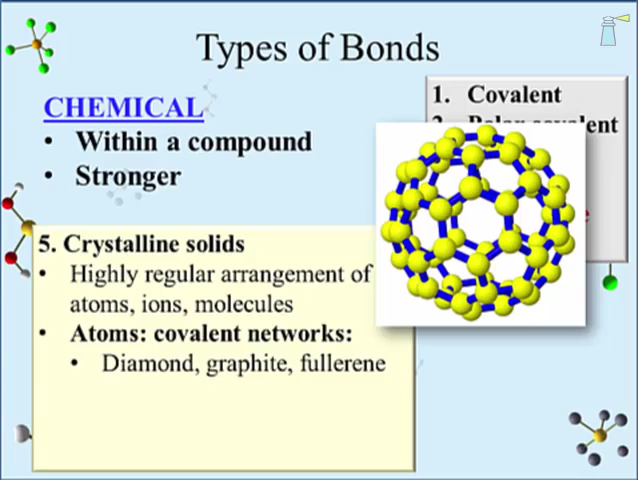 Types of Bonds
CHEMICAL
• Within a compound
• Stronger
1. Covalent
2. Polar covalent
5. Crystalline solids
• Highly regular arrangement of
atoms, ions, molecules
• Atoms: covalent networks:
• Diamond, graphite, fullerene